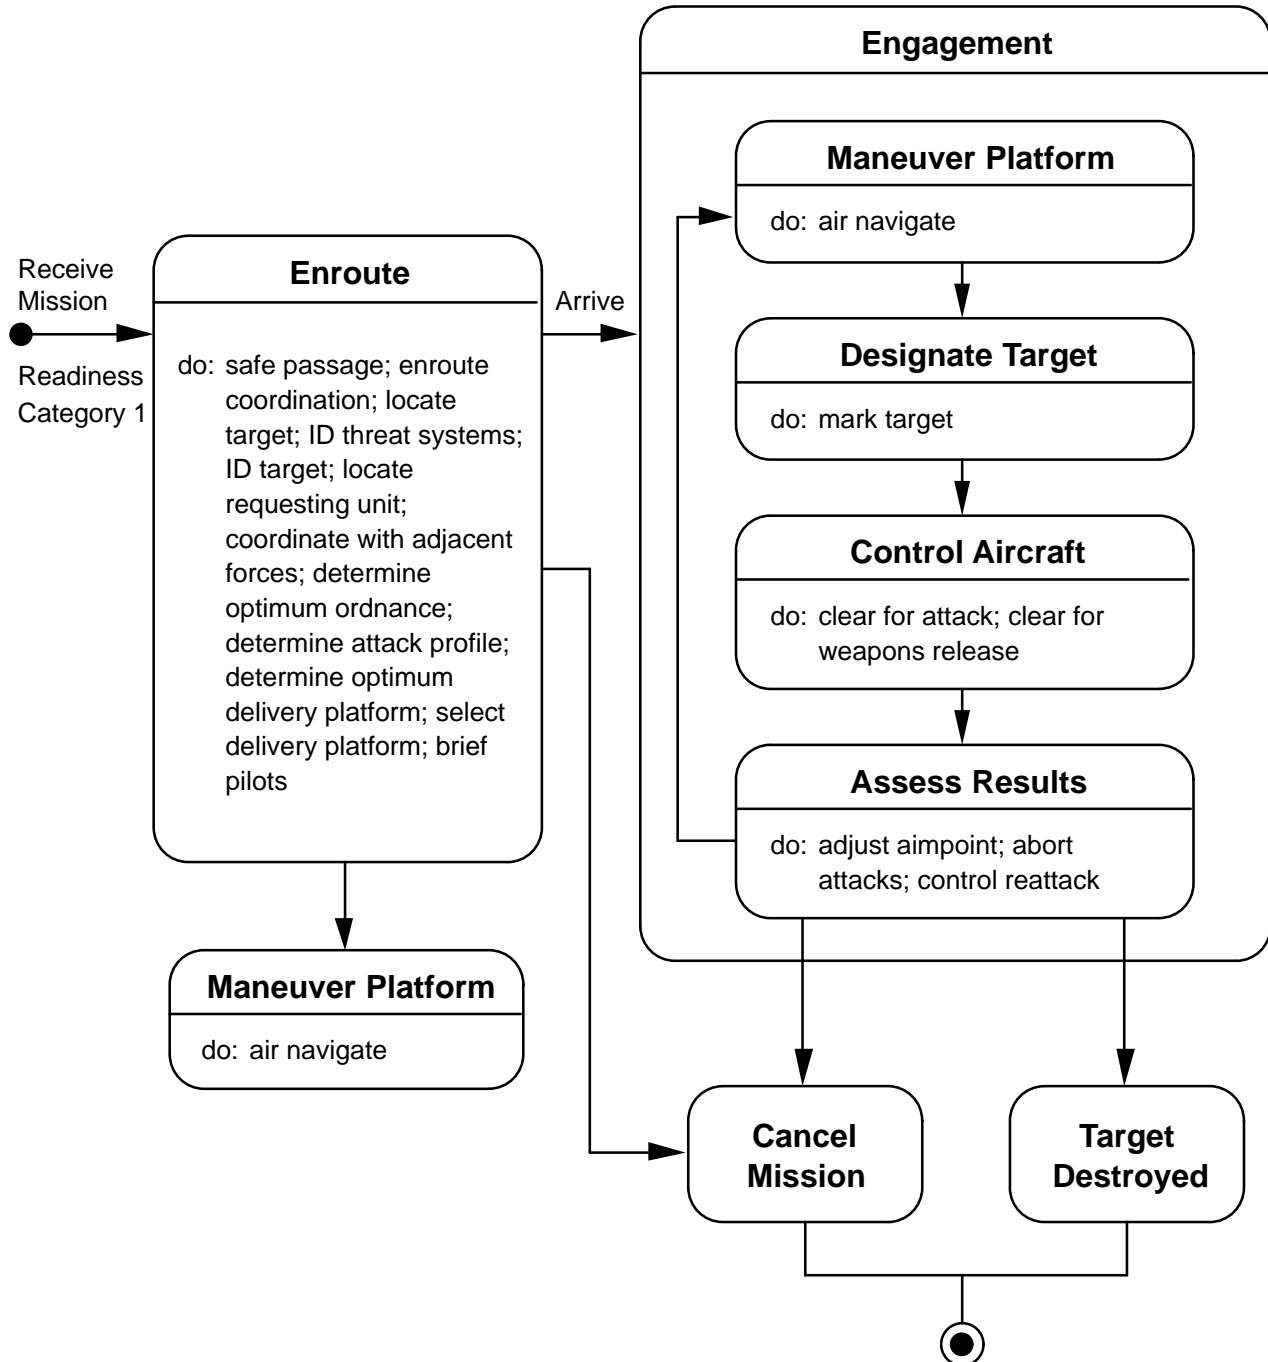 Engagement
Maneuver Platform
do: air navigate
Receive
Mission
Readiness
Category 1
Enroute
do: safe passage; enroute
coordination; locate
target; ID threat systems;
ID target; locate
requesting unit;
coordinate with adjacent
forces; determine
optimum ordnance;
determine attack profile;
determine optimum
delivery platform; select
delivery platform; brief
pilots
Arrive
Designate Target
do: mark target
Control Aircraft
do: clear for attack; clear for
weapons release
Assess Results
do: adjust aimpoint; abort
attacks; control reattack
Maneuver Platform
do: air navigate
Cancel
Mission
Target
Destroyed